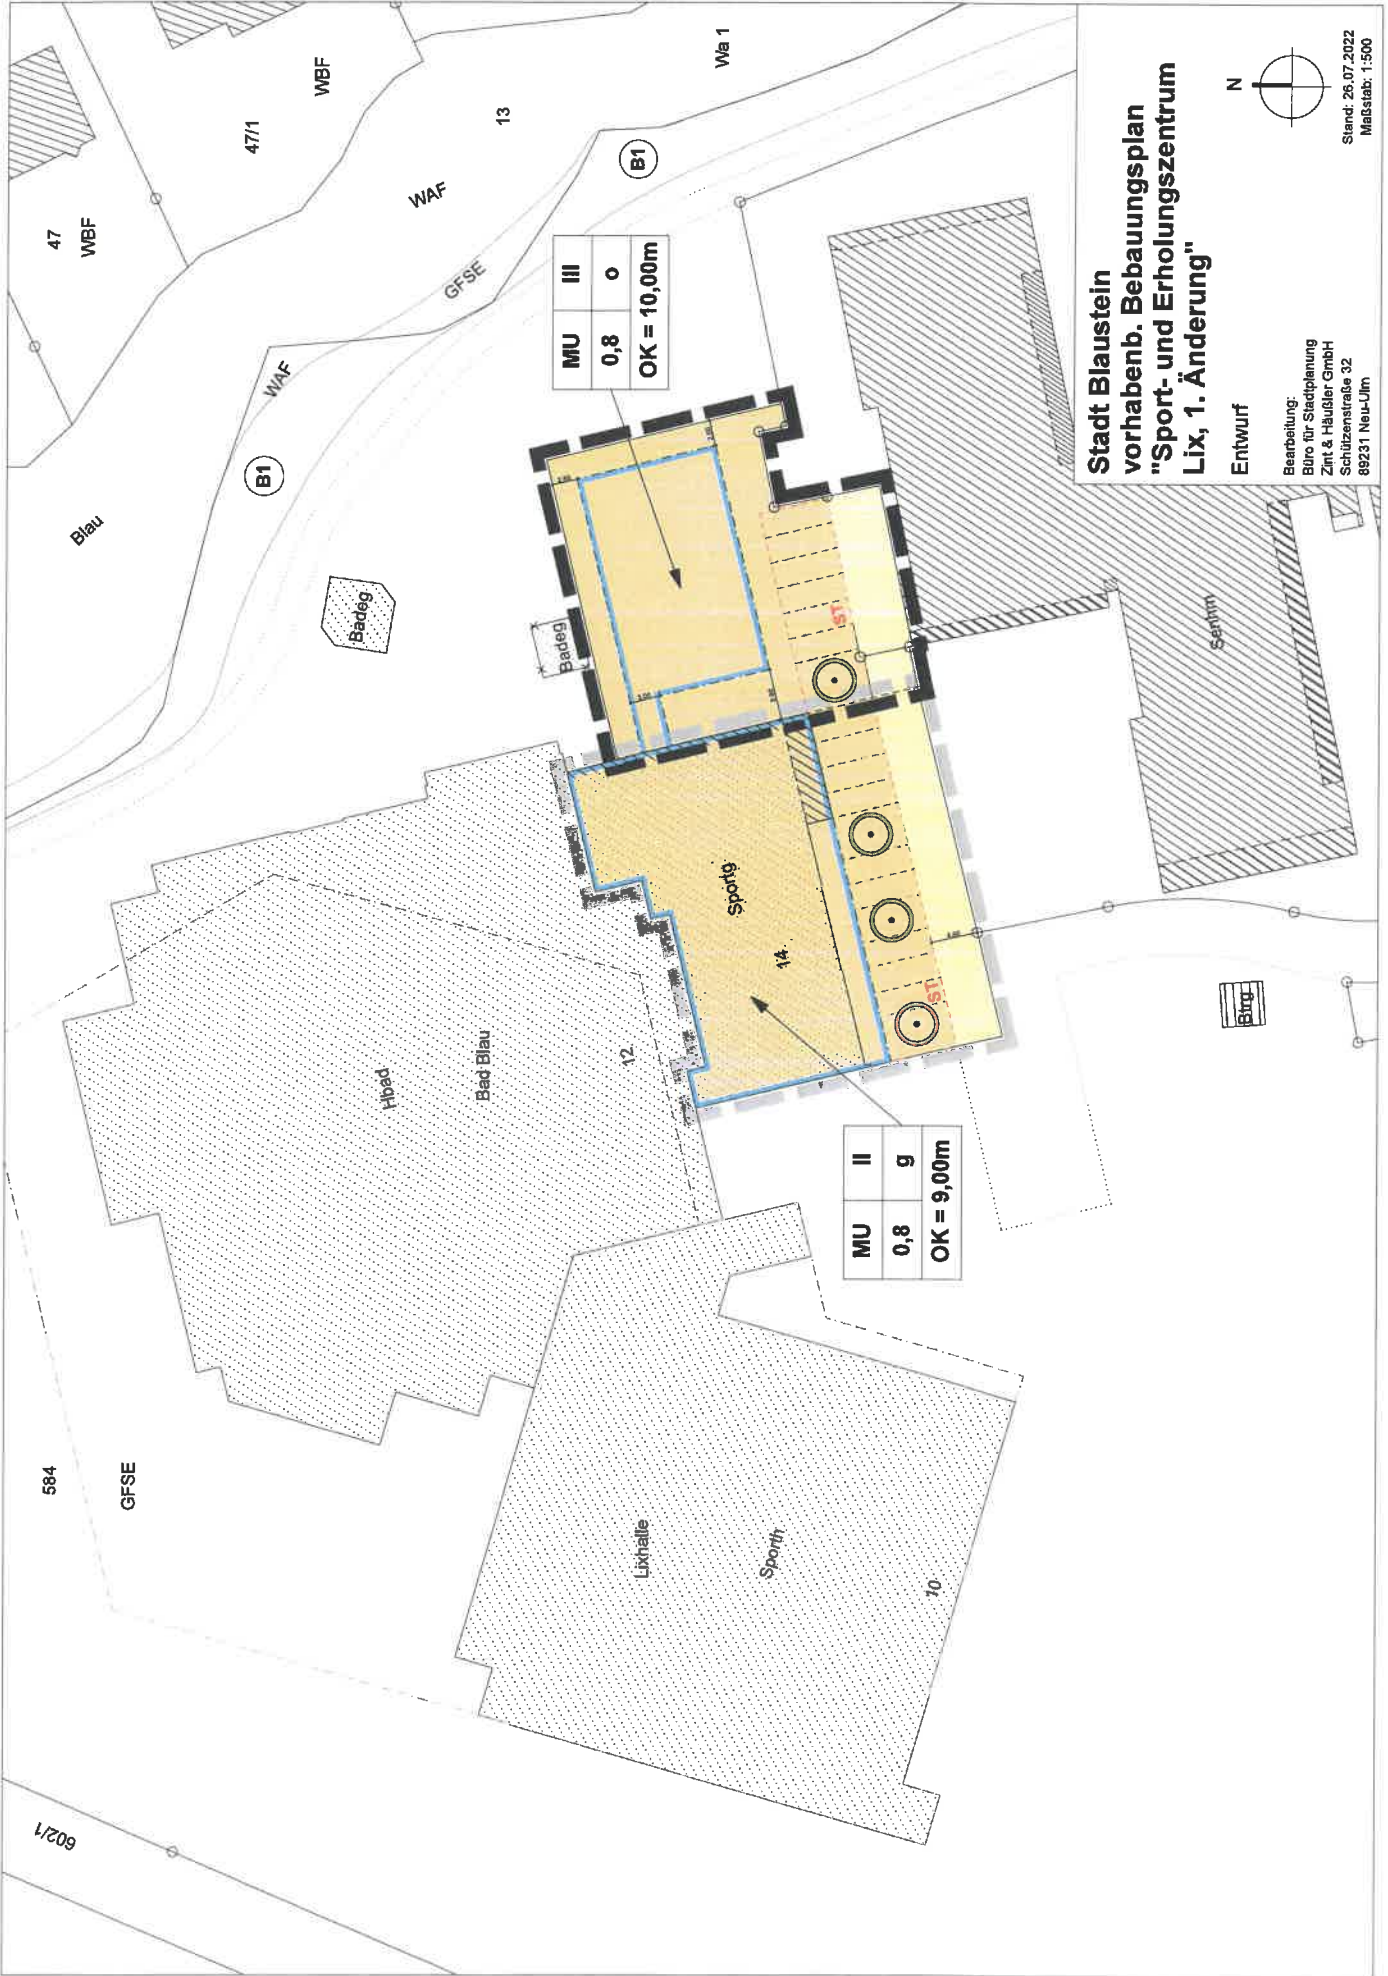 602/1
584
GFSE
Blau
47
WBF
47/1
WBF
13
WAF
GFSE
WAF
Wa 1
B1
B1
Badeg
Badeg
MU III
0,8 o
OK = 10,00m
Hbad
Bad Blau
12
Sportg
14
ST
ST
MU II
0,8 g
OK = 9,00m
Lixhalle
Sporth
10
Btrg
Stadt Blaustein
vorhabenb. Bebauungsplan
"Sport- und Erholungszentrum
Lix, 1. Änderung"
Entwurf
N
Bearbeitung:
Büro für Stadtplanung
Zint & Häußler GmbH
Schützenstraße 32
89231 Neu-Ulm
Stand: 26.07.2022
Maßstab: 1:500